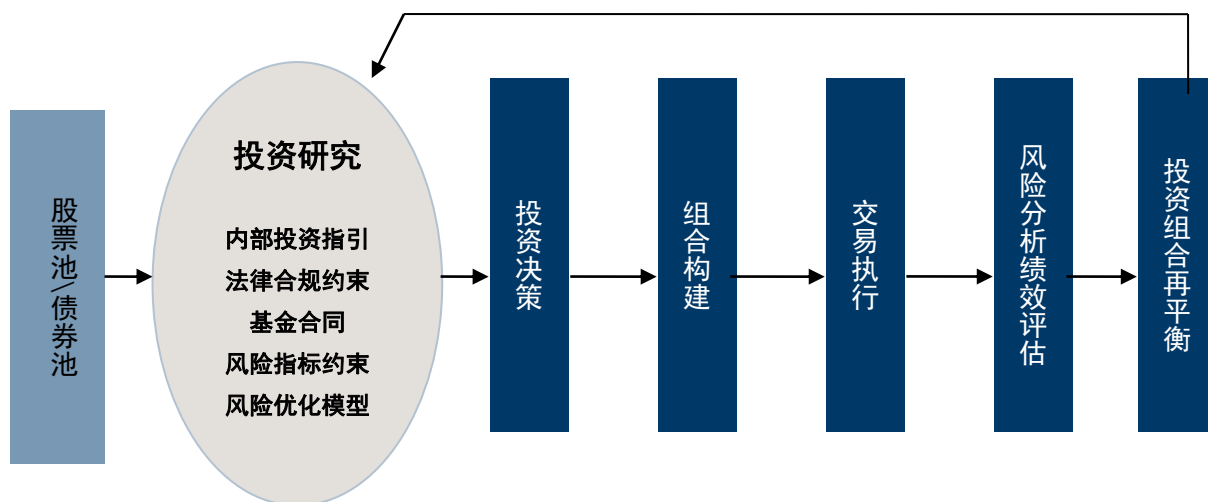 股票池\债券池
投资研究
内部投资指引
法律合规约束
基金合同
风险指标约束
风险优化模型
投资决策
组合构建
交易执行
风险分析绩效评估
投资组合再平衡